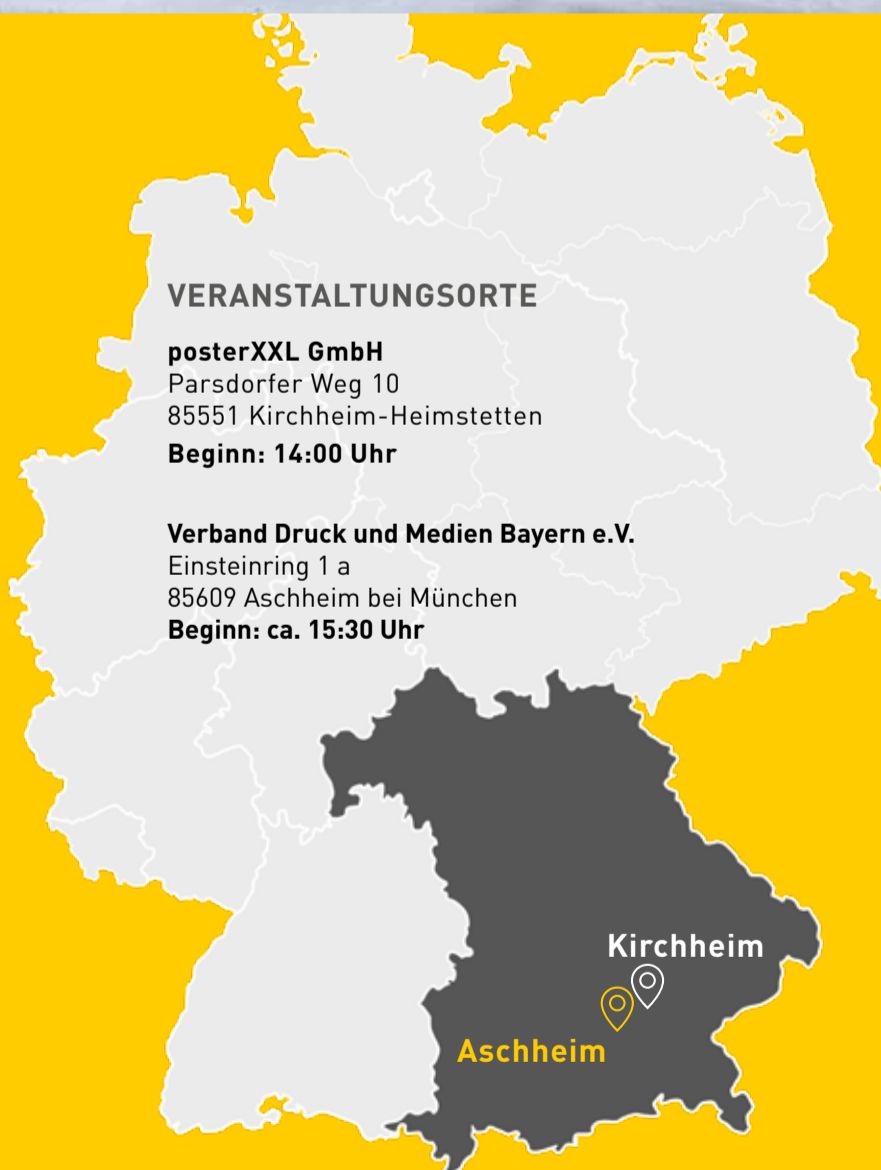 VERANSTALTUNGSORTE
posterXXL GmbH
Parsdorfer Weg 10
85551 Kirchheim-Heimstetten
Beginn: 14:00 Uhr
Verband Druck und Medien Bayern e.V.
Einsteinring 1 a
85609 Aschheim bei München
Beginn: ca. 15:30 Uhr
Kirchheim
Aschheim